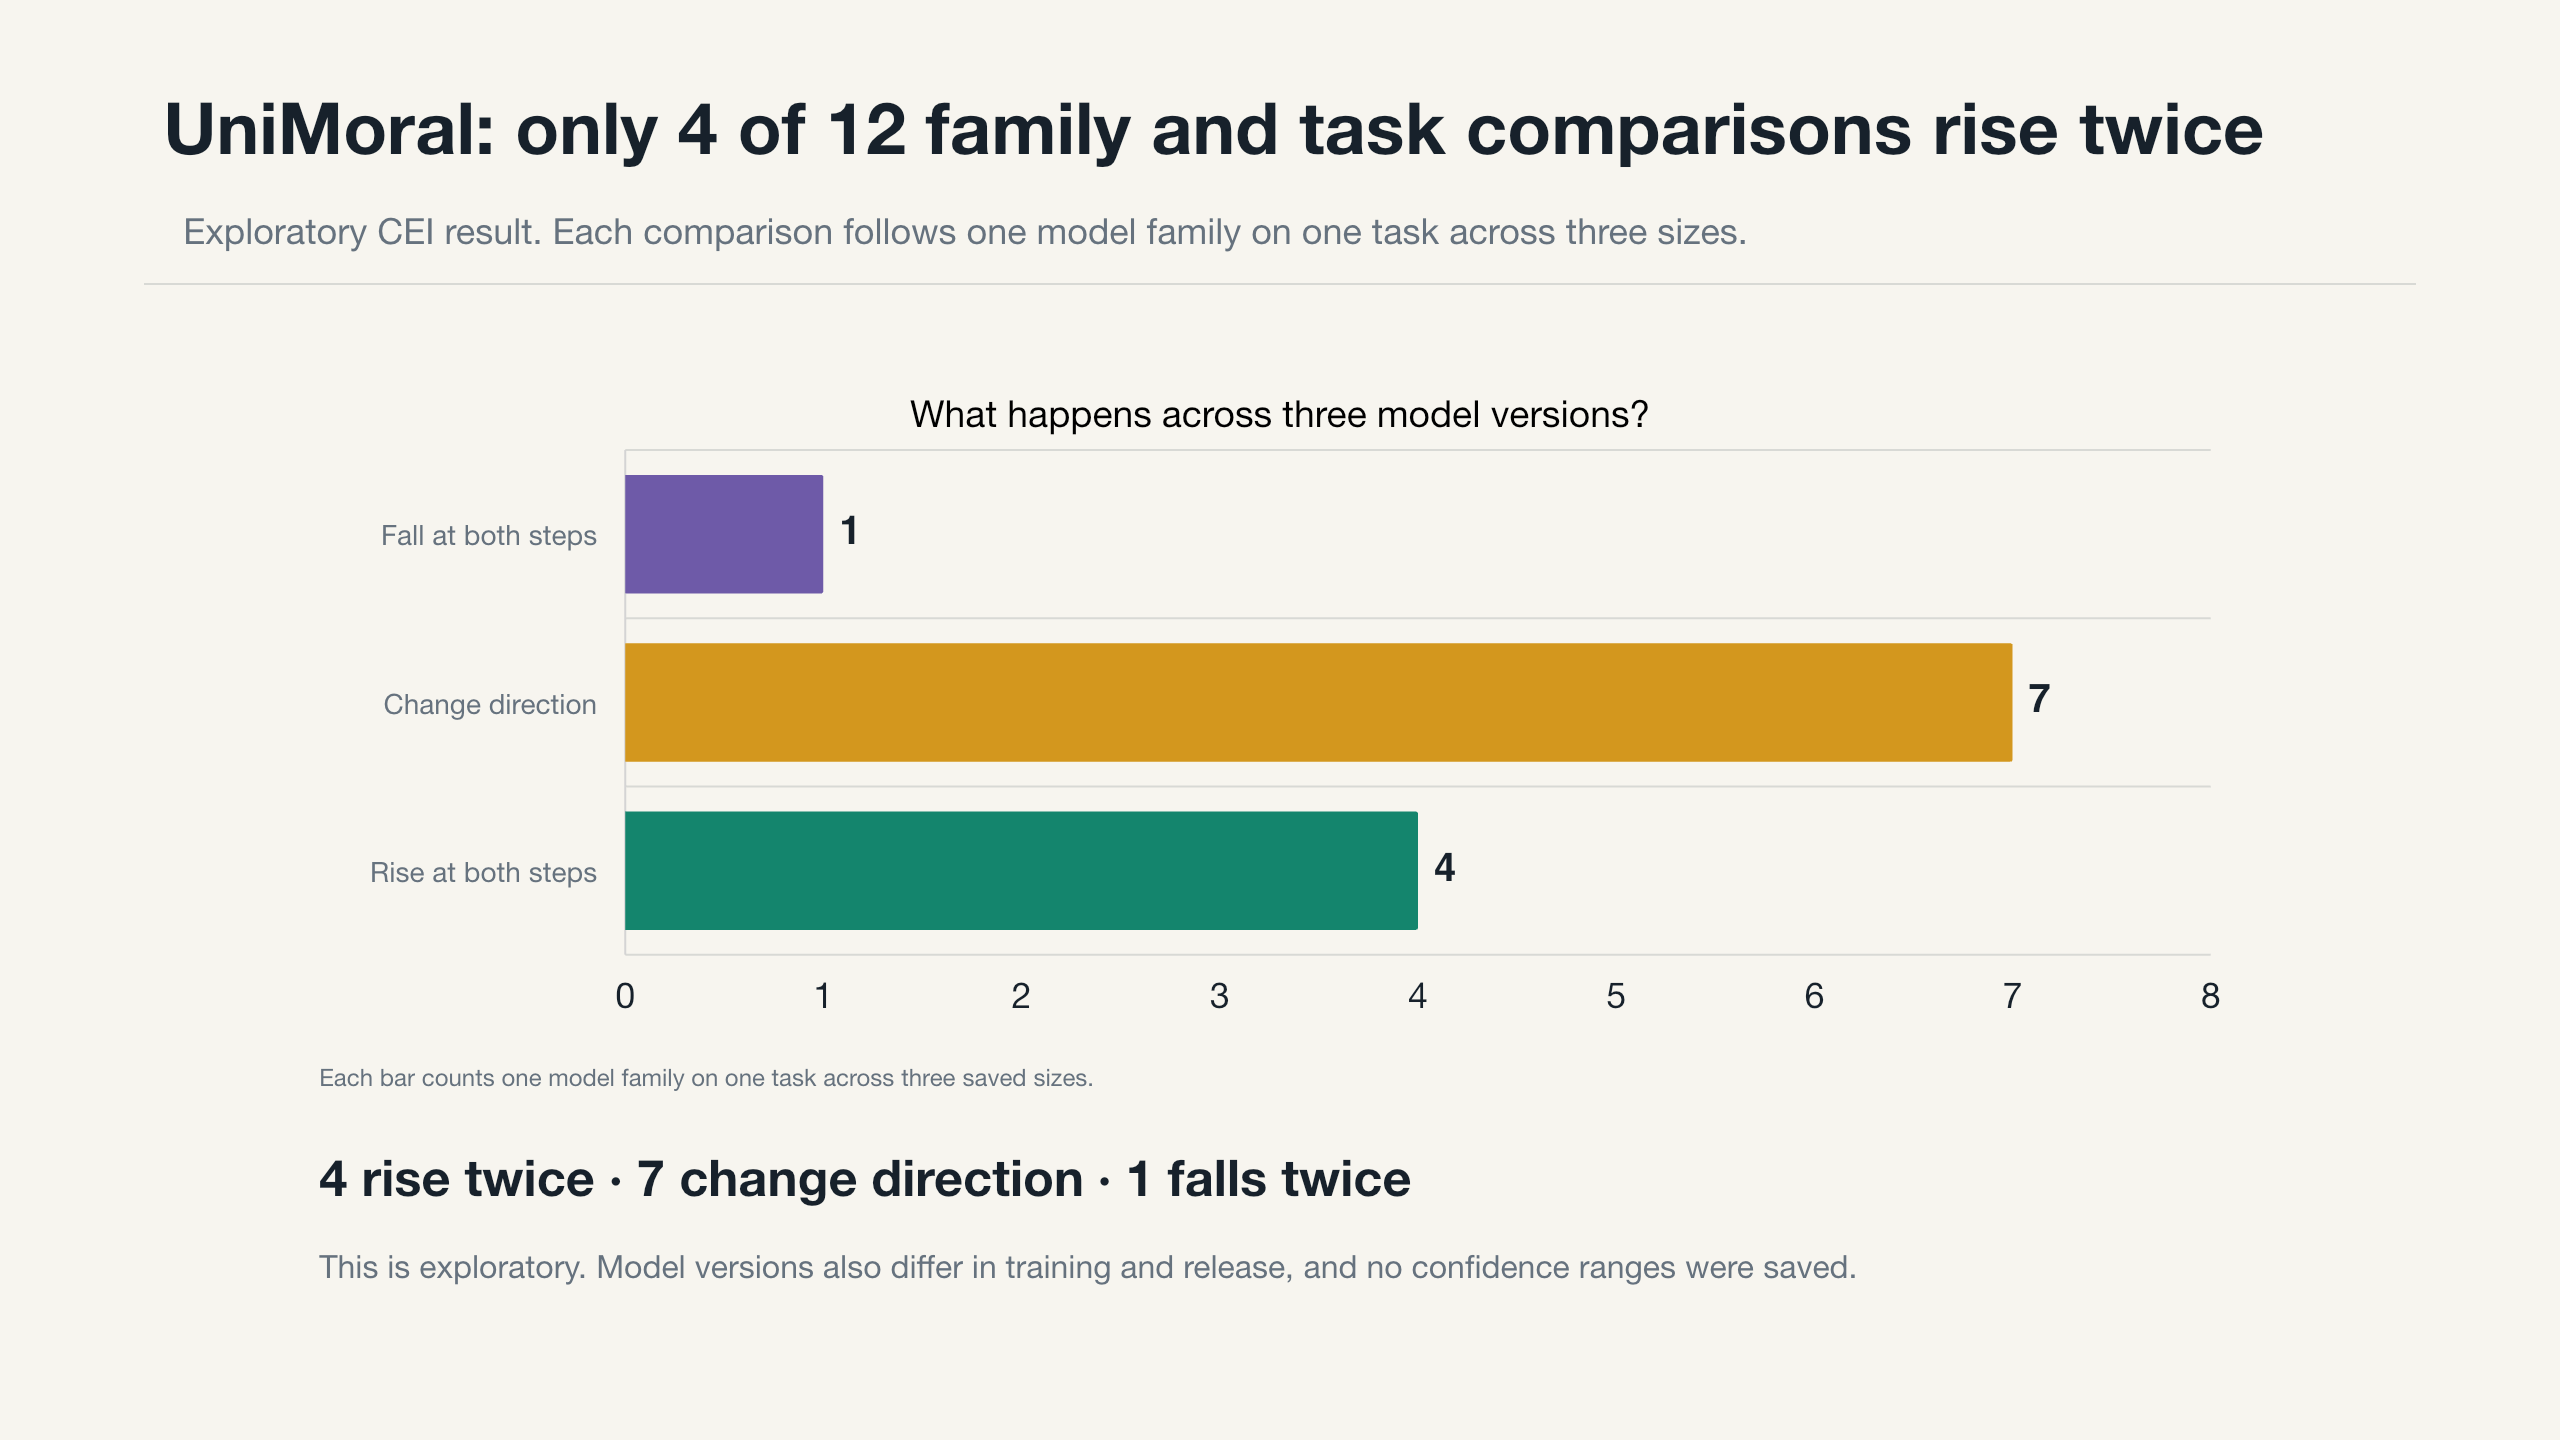 UniMoral: only 4 of 12 family and task comparisons rise twice
Exploratory CEI result. Each comparison follows one model family on one task across three sizes.
What happens across three model versions?
Fall at both steps
1
Change direction
7
Rise at both steps
4
0 1 2 3 4 5 6 7 8
Each bar counts one model family on one task across three saved sizes.
4 rise twice · 7 change direction · 1 falls twice
This is exploratory. Model versions also differ in training and release, and no confidence ranges were saved.